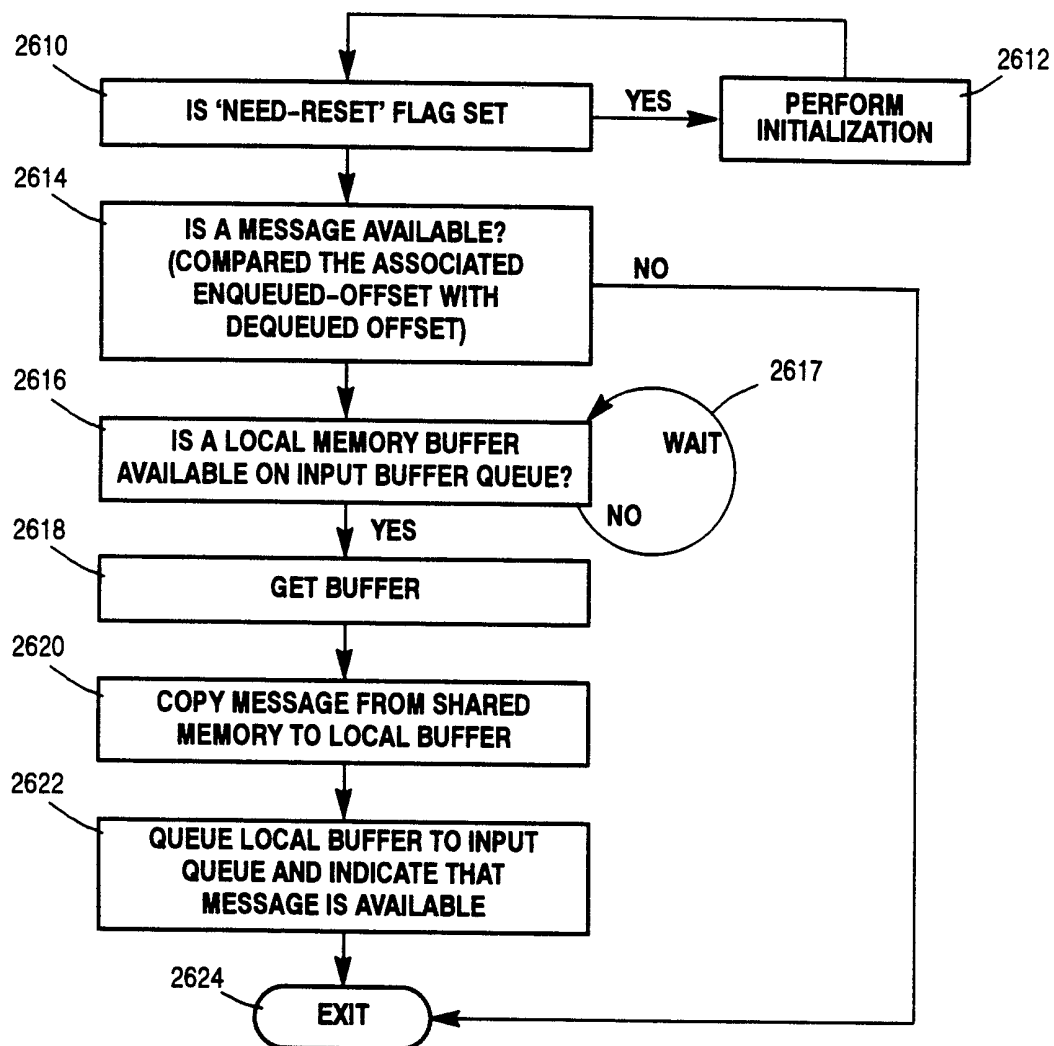 2610
IS 'NEED-RESET' FLAG SET
YES
2612
PERFORM
INITIALIZATION
2614
IS A MESSAGE AVAILABLE?
(COMPARED THE ASSOCIATED
ENQUEUED-OFFSET WITH
DEQUEUED OFFSET)
NO
2616
IS A LOCAL MEMORY BUFFER
AVAILABLE ON INPUT BUFFER QUEUE?
2617
WAIT
NO
YES
2618
GET BUFFER
2620
COPY MESSAGE FROM SHARED
MEMORY TO LOCAL BUFFER
2622
QUEUE LOCAL BUFFER TO INPUT
QUEUE AND INDICATE THAT
MESSAGE IS AVAILABLE
2624
EXIT